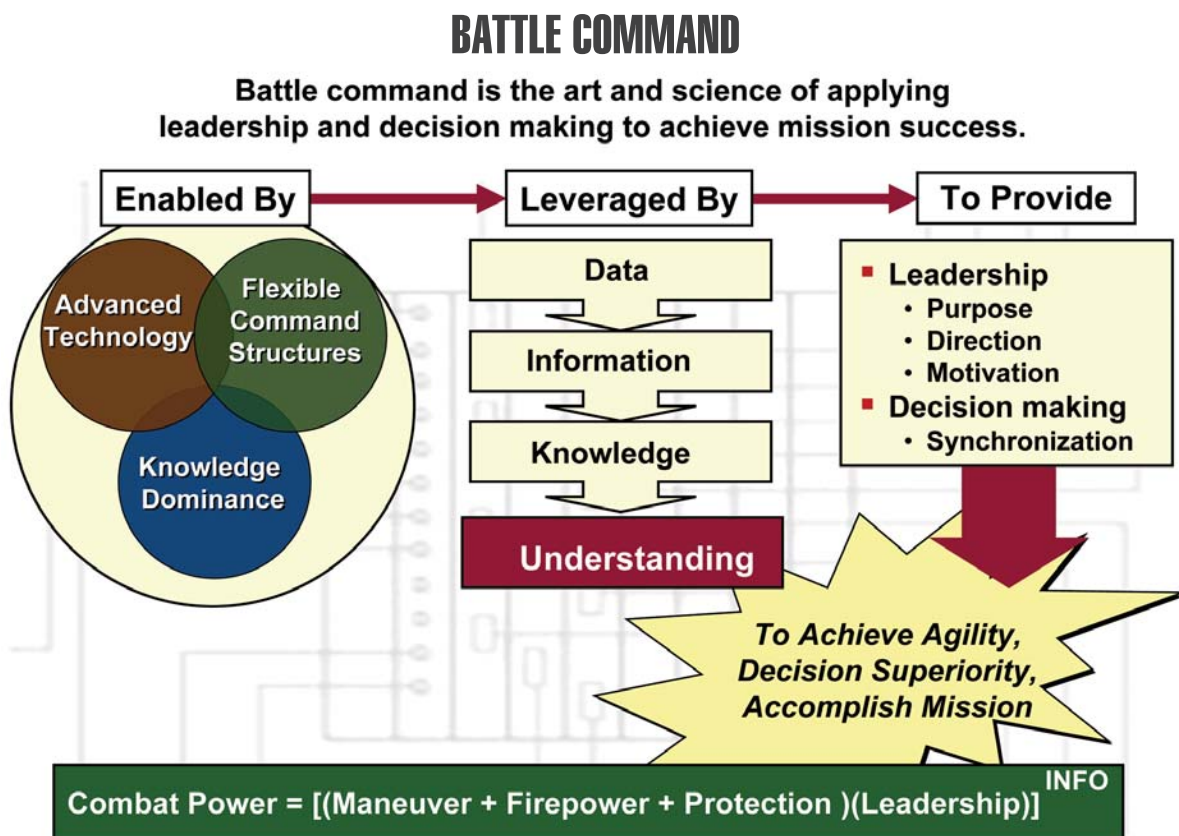 BATTLE COMMAND
Battle command is the art and science of applying
leadership and decision making to achieve mission success.
Enabled By
Leveraged By
To Provide
Advanced
Technology
Flexible
Command
Structures
Knowledge
Dominance
Data
Information
Knowledge
Understanding
▪ Leadership
• Purpose
• Direction
• Motivation
▪ Decision making
• Synchronization
To Achieve Agility,
Decision Superiority,
Accomplish Mission
Combat Power = [(Maneuver + Firepower + Protection )(Leadership)] INFO